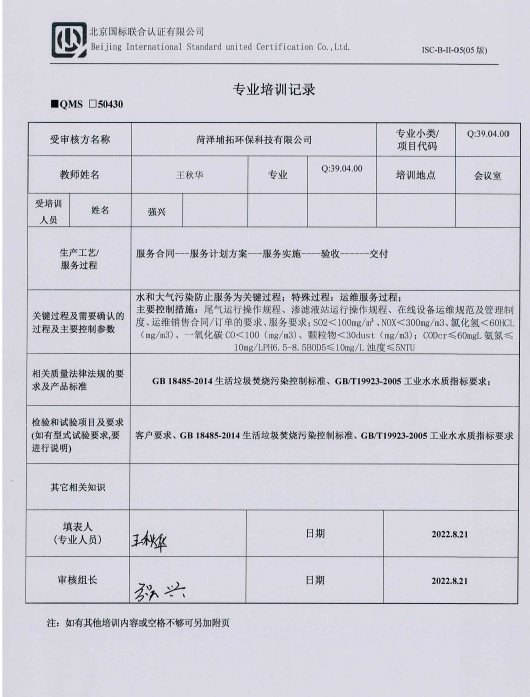 北京国标联合认证有限公司
Beijing International Standard united Certification Co.,Ltd.
ISC-B-II-05(05 版)
专业培训记录
■QMS □50430
受审核方名称
菏泽埔拓环保科技有限公司
专业小类/
项目代码
Q:39.04.00
教师姓名
王秋华
专业
Q:39.04.00
培训地点
会议室
受培训
人员
姓名
强兴
生产工艺/
服务过程
服务合同---服务计划方案---服务实施----验收------交付
关键过程及需要确认的
过程及主要控制参数
水和大气污染防止服务为关键过程；特殊过程：运维服务过程；
主要控制措施：尾气运行操作规程、渗滤液站运行操作规程、在线设备运维规范及管理制
度、运维销售合同/订单的要求、服务要求；SO2＜100mg/m³、NOX＜300mg/m3、氯化氢＜60HCL
（mg/m3）、一氧化碳 CO＜100（mg/m3）、颗粒物＜30dust（mg/m3）；CODcr≤60mgL 氨氮≤
10mg/LPH6.5-8.5BOD5≤10mg/L 浊度≤5NTU
相关质量法律法规的要
求及产品标准
GB 18485-2014 生活垃圾焚烧污染控制标准、GB/T19923-2005 工业水水质指标要求；
检验和试验项目及要求
(如有型式试验要求,要
进行说明)
客户要求、GB 18485-2014 生活垃圾焚烧污染控制标准、GB/T19923-2005 工业水水质指标要求
其它相关知识
填表人
（专业人员）
王秋华
日期
2022.8.21
审核组长
强兴
日期
2022.8.21
注：如有其他培训内容或空格不够可另加附页